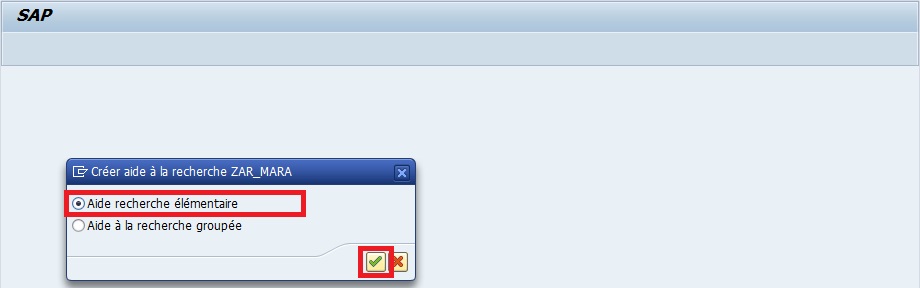 SAP
Créer aide à la recherche ZAR_MARA
Aide recherche élémentaire
Aide à la recherche groupée